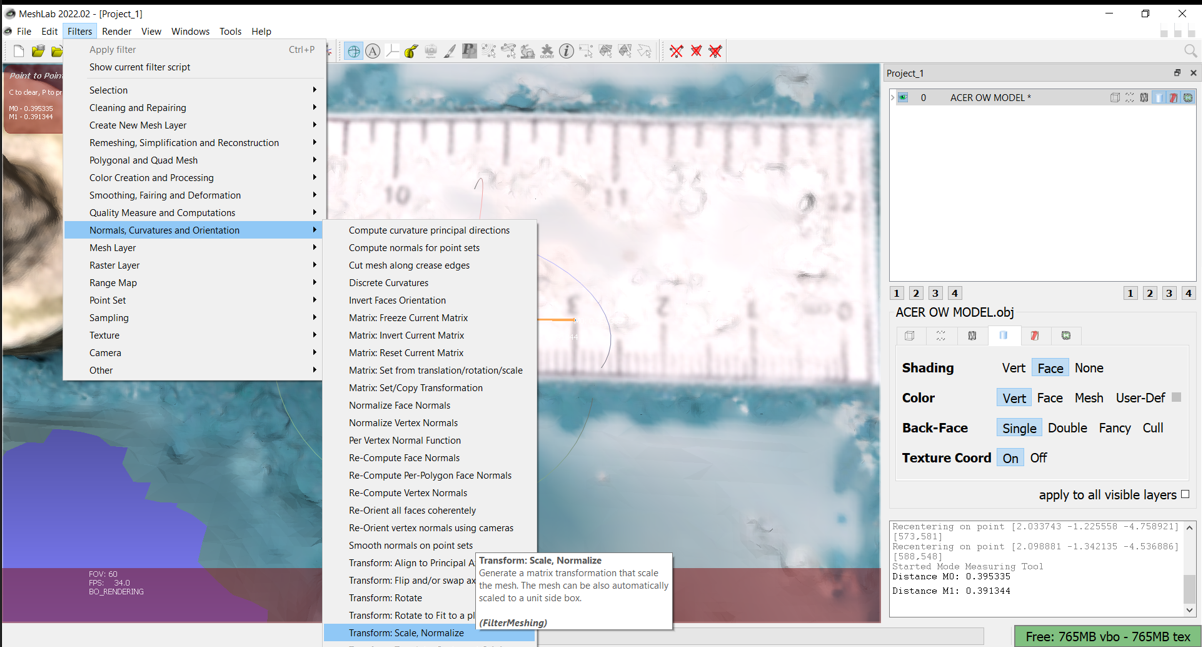 MeshLab 2022.02 - [Project_1]
File Edit Filters Render View Windows Tools Help
Apply filter Ctrl+P
Show current filter script
Selection
Cleaning and Repairing
Create New Mesh Layer
Remeshing, Simplification and Reconstruction
Polygonal and Quad Mesh
Color Creation and Processing
Smoothing, Fairing and Deformation
Quality Measure and Computations
Normals, Curvatures and Orientation
Mesh Layer
Raster Layer
Range Map
Point Set
Sampling
Texture
Camera
Other
Point to Poin
C to clear, P to pr
M0 - 0.395335
M1 - 0.391344
Compute curvature principal directions
Compute normals for point sets
Cut mesh along crease edges
Discrete Curvatures
Invert Faces Orientation
Matrix: Freeze Current Matrix
Matrix: Invert Current Matrix
Matrix: Reset Current Matrix
Matrix: Set from translation/rotation/scale
Matrix: Set/Copy Transformation
Normalize Face Normals
Normalize Vertex Normals
Per Vertex Normal Function
Re-Compute Face Normals
Re-Compute Per-Polygon Face Normals
Re-Compute Vertex Normals
Re-Orient all faces coherentely
Re-Orient vertex normals using cameras
Smooth normals on point sets
Transform: Align to Principal A
Transform: Flip and/or swap ax
Transform: Rotate
Transform: Rotate to Fit to a pl
Transform: Scale, Normalize
Transform: Scale, Normalize
Generate a matrix transformation that scale
the mesh. The mesh can be also automatically
scaled to a unit side box.
(FilterMeshing)
10 11 12
3 2 1 0
FOV: 60
FPS: 34.0
BO_RENDERING
Project_1
0 ACER OW MODEL *
1 2 3 4 1 2 3 4
ACER OW MODEL.obj
Shading Vert Face None
Color Vert Face Mesh User-Def
Back-Face Single Double Fancy Cull
Texture Coord On Off
apply to all visible layers
Recentering on point [2.033743 -1.225558 -4.758921]
[573,581]
Recentering on point [2.098881 -1.342135 -4.536886]
[588,548]
Started Mode Measuring Tool
Distance M0: 0.395335
Distance M1: 0.391344
Free: 765MB vbo - 765MB tex